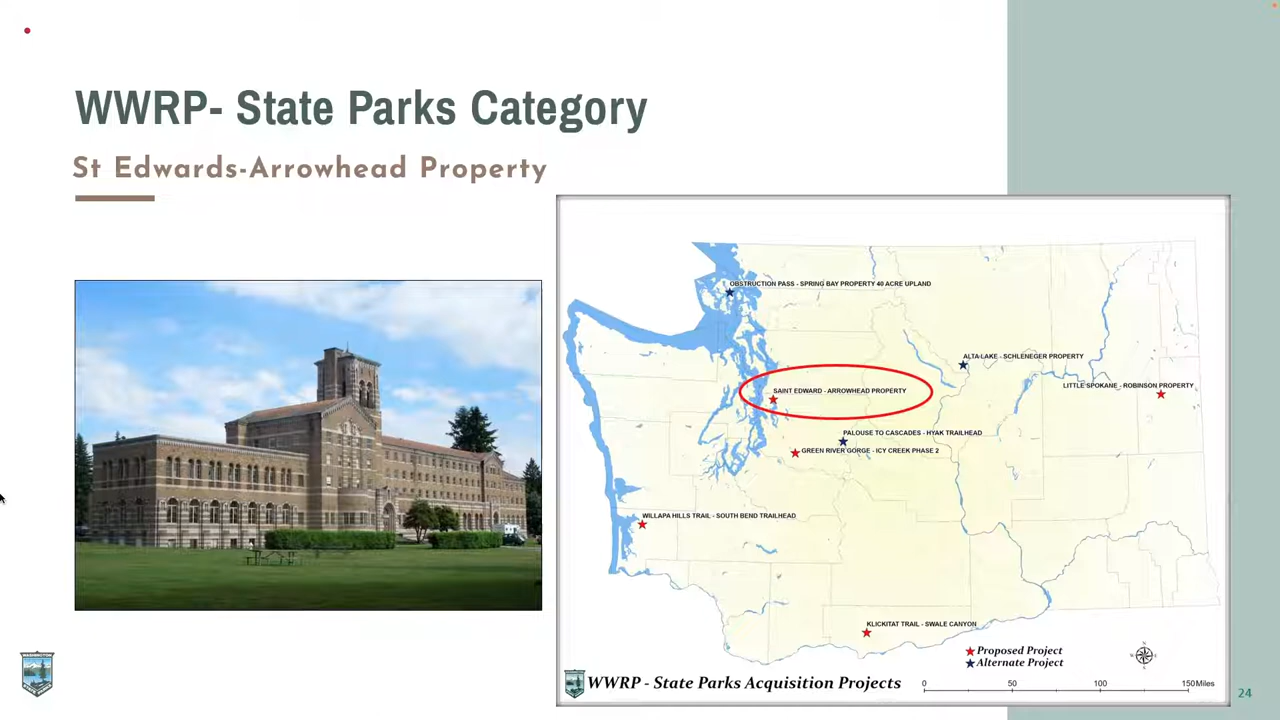 WWRP- State Parks Category
St Edwards-Arrowhead Property
OBSTRUCTION PASS - SPRING BAY PROPERTY 40 ACRE UPLAND
ALTA LAKE - SCHLENEGER PROPERTY
LITTLE SPOKANE - ROBINSON PROPERTY
SAINT EDWARD - ARROWHEAD PROPERTY
PALOUSE TO CASCADES - HYAK TRAILHEAD
GREEN RIVER GORGE - ICY CREEK PHASE 2
WILLAPA HILLS TRAIL - SOUTH BEND TRAILHEAD
KLICKITAT TRAIL - SWALE CANYON
Proposed Project
Alternate Project
WWRP - State Parks Acquisition Projects
0 50 100 150 Miles
24